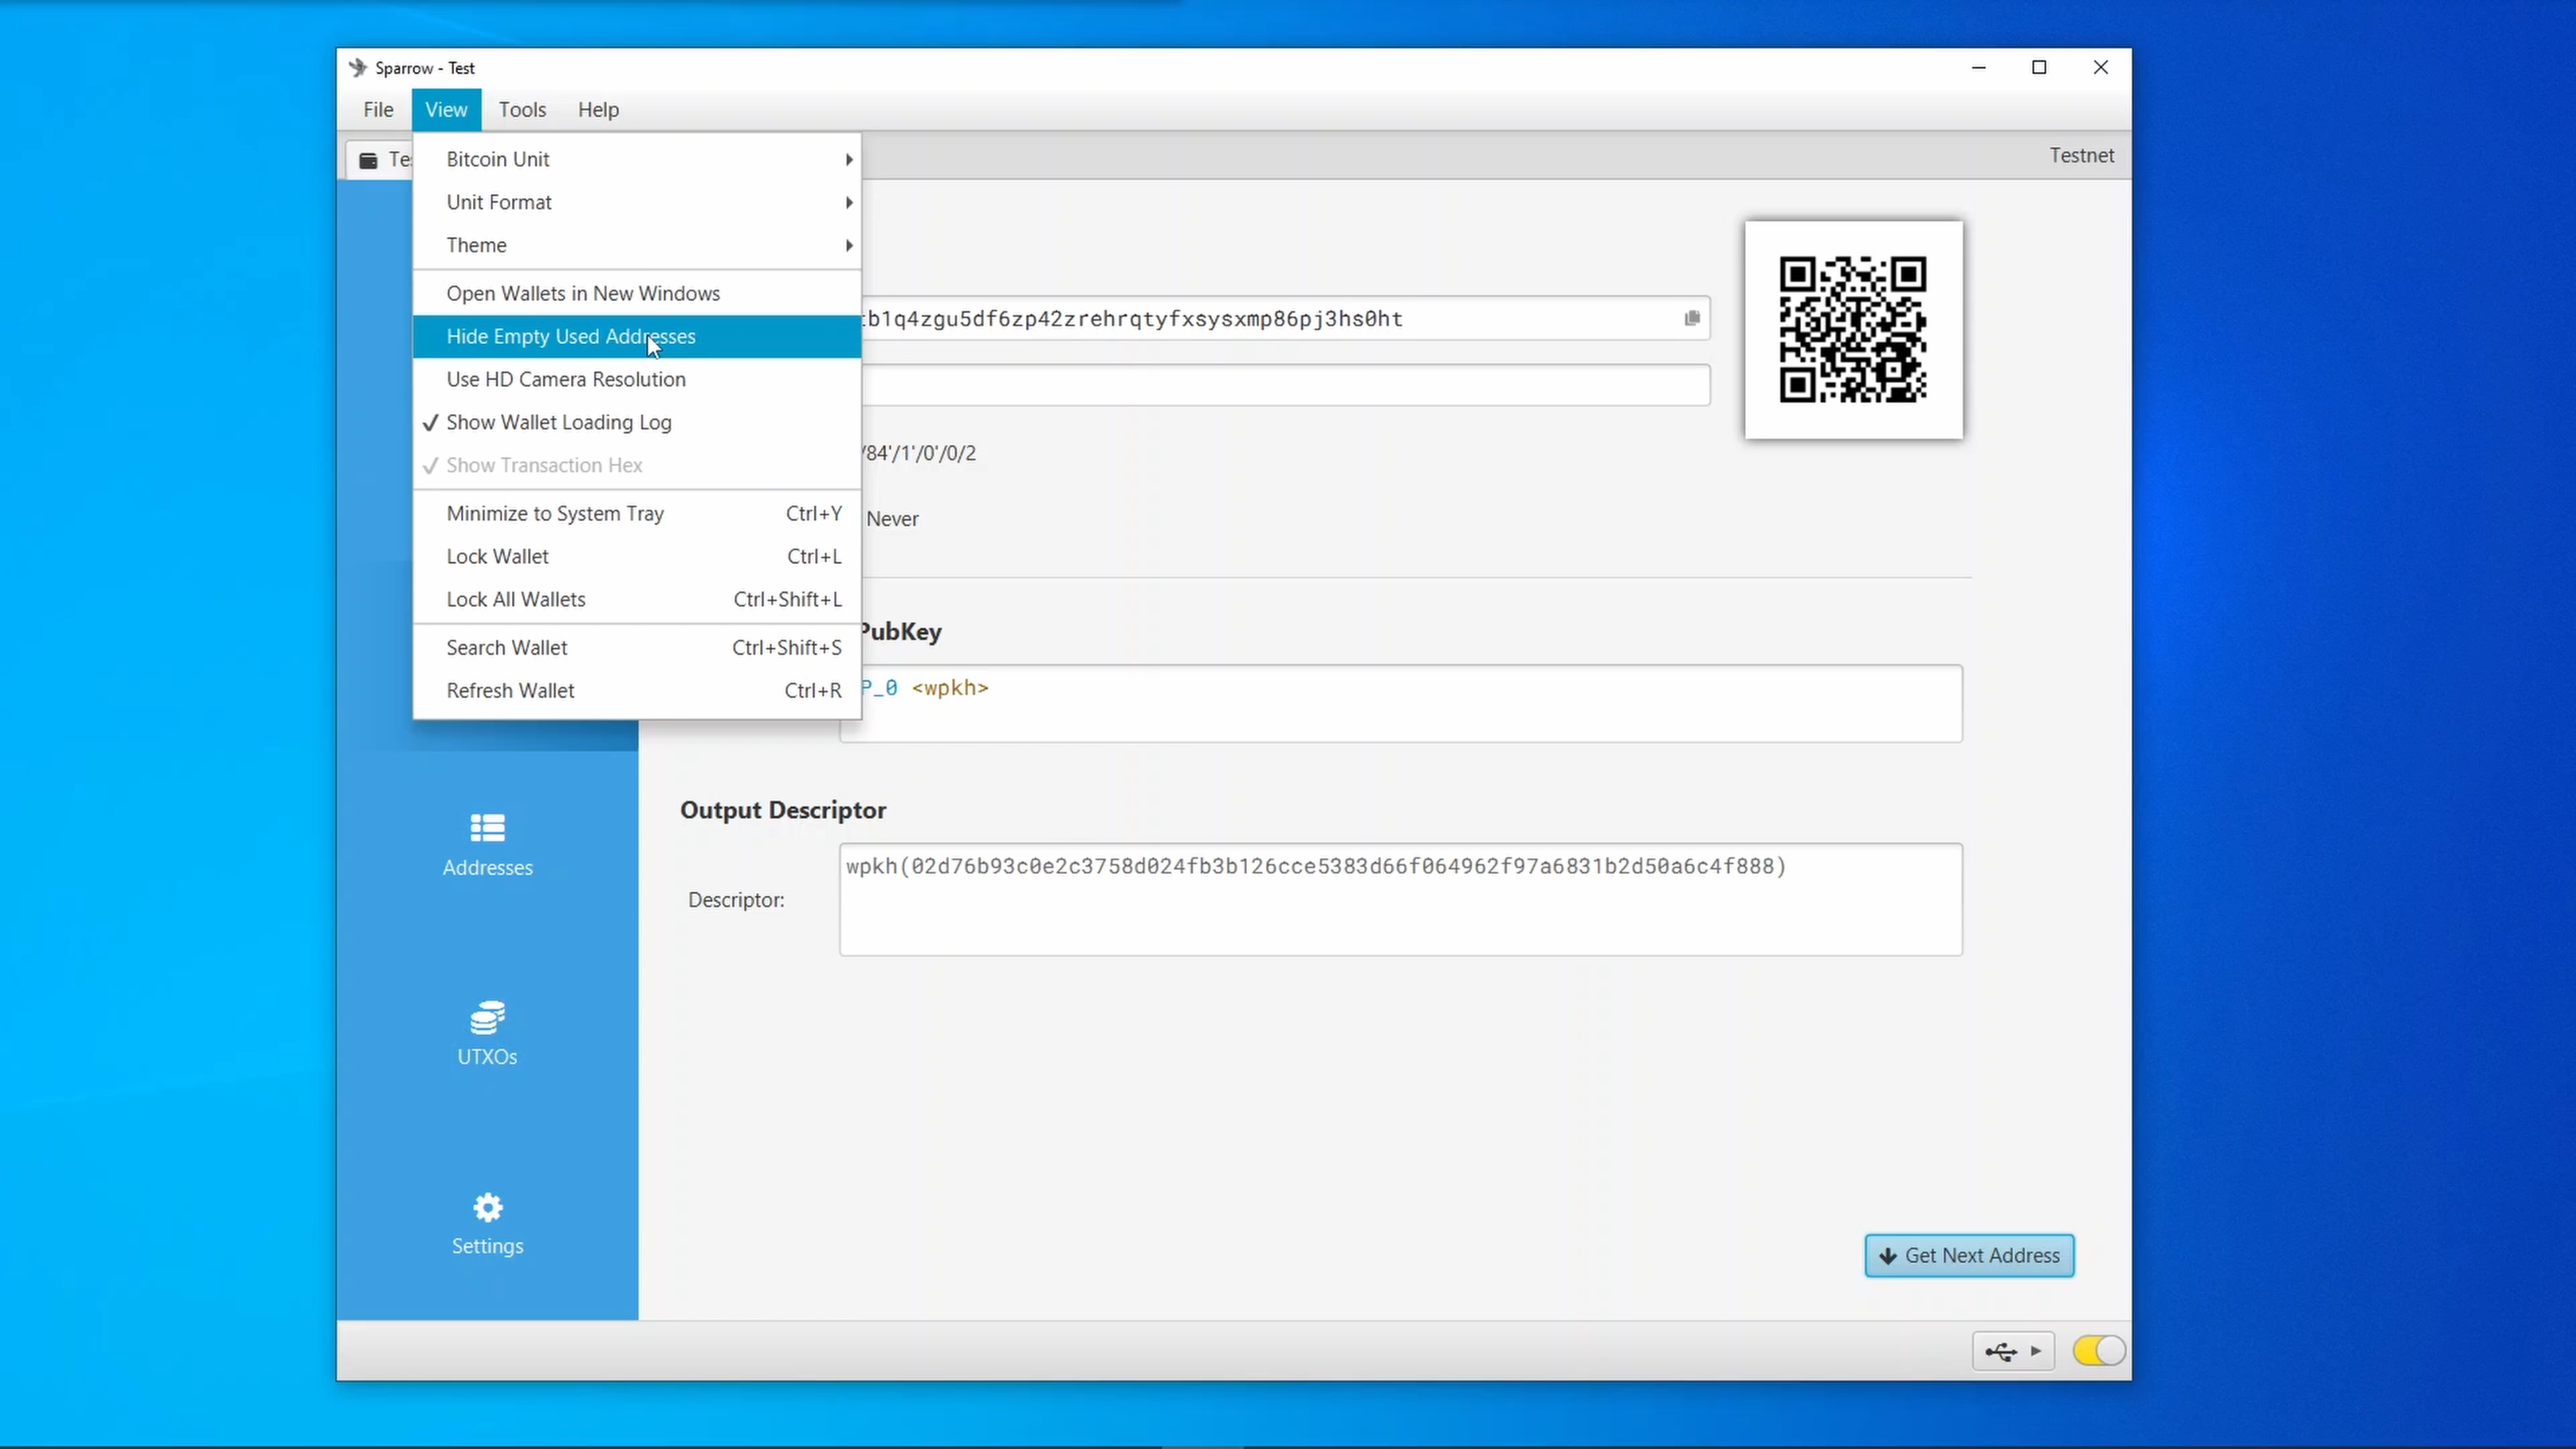 Sparrow - Test
File View Tools Help
Te
Testnet
Bitcoin Unit
Unit Format
Theme
Open Wallets in New Windows
Hide Empty Used Addresses
Use HD Camera Resolution
Show Wallet Loading Log
Show Transaction Hex
Minimize to System Tray Ctrl+Y
Lock Wallet Ctrl+L
Lock All Wallets Ctrl+Shift+L
Search Wallet Ctrl+Shift+S
Refresh Wallet Ctrl+R
tb1q4zgu5df6zp42zrehrqtyfxsysxmp86pj3hs0ht
/84'/1'/0'/0/2
Never
PubKey
P_0 <wpkh>
Output Descriptor
Descriptor:
wpkh(02d76b93c0e2c3758d024fb3b126cce5383d66f064962f97a6831b2d50a6c4f888)
Addresses
UTXOs
Settings
Get Next Address